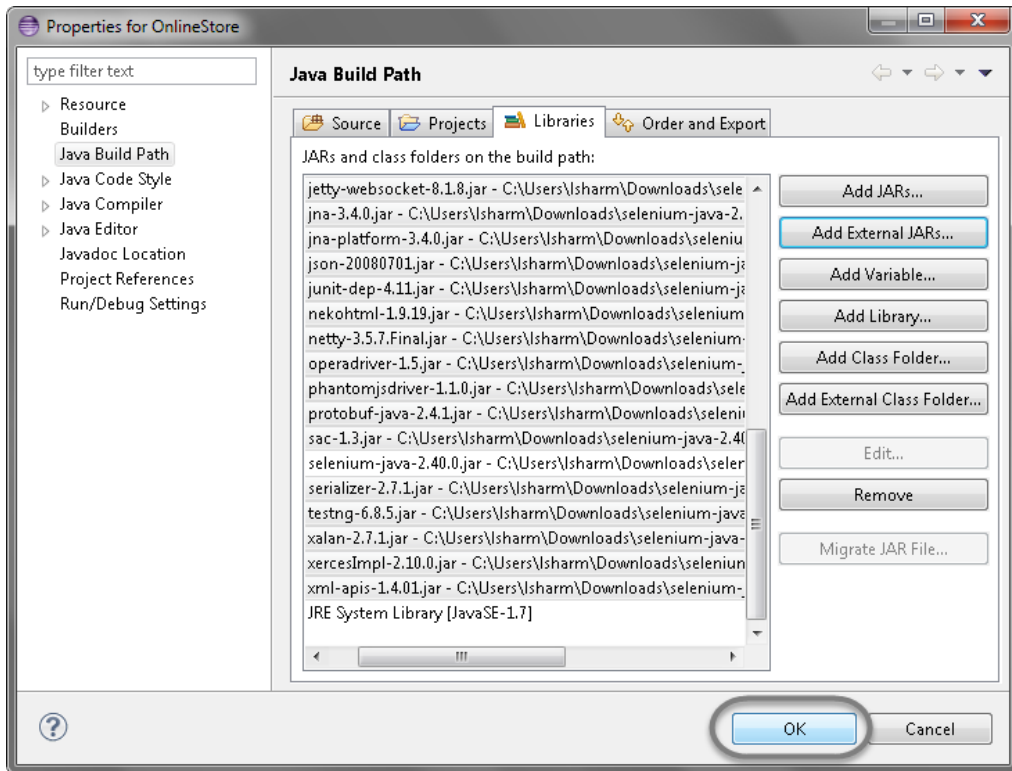 Properties for OnlineStore
type filter text
Resource
Builders
Java Build Path
Java Code Style
Java Compiler
Java Editor
Javadoc Location
Project References
Run/Debug Settings
Java Build Path
Source
Projects
Libraries
Order and Export
JARs and class folders on the build path:
jetty-websocket-8.1.8.jar - C:\Users\lsharm\Downloads\sele
jna-3.4.0.jar - C:\Users\lsharm\Downloads\selenium-java-2.
jna-platform-3.4.0.jar - C:\Users\lsharm\Downloads\seleniu
json-20080701.jar - C:\Users\lsharm\Downloads\selenium-ja
junit-dep-4.11.jar - C:\Users\lsharm\Downloads\selenium-ja
nekohtml-1.9.19.jar - C:\Users\lsharm\Downloads\selenium
netty-3.5.7.Final.jar - C:\Users\lsharm\Downloads\selenium-
operadriver-1.5.jar - C:\Users\lsharm\Downloads\selenium-
phantomjsdriver-1.1.0.jar - C:\Users\lsharm\Downloads\sele
protobuf-java-2.4.1.jar - C:\Users\lsharm\Downloads\seleni
sac-1.3.jar - C:\Users\lsharm\Downloads\selenium-java-2.40
selenium-java-2.40.0.jar - C:\Users\lsharm\Downloads\seler
serializer-2.7.1.jar - C:\Users\lsharm\Downloads\selenium-ja
testng-6.8.5.jar - C:\Users\lsharm\Downloads\selenium-java
xalan-2.7.1.jar - C:\Users\lsharm\Downloads\selenium-java-
xercesImpl-2.10.0.jar - C:\Users\lsharm\Downloads\selenium
xml-apis-1.4.01.jar - C:\Users\lsharm\Downloads\selenium-
JRE System Library [JavaSE-1.7]
Add JARs...
Add External JARs...
Add Variable...
Add Library...
Add Class Folder...
Add External Class Folder...
Edit...
Remove
Migrate JAR File...
OK
Cancel